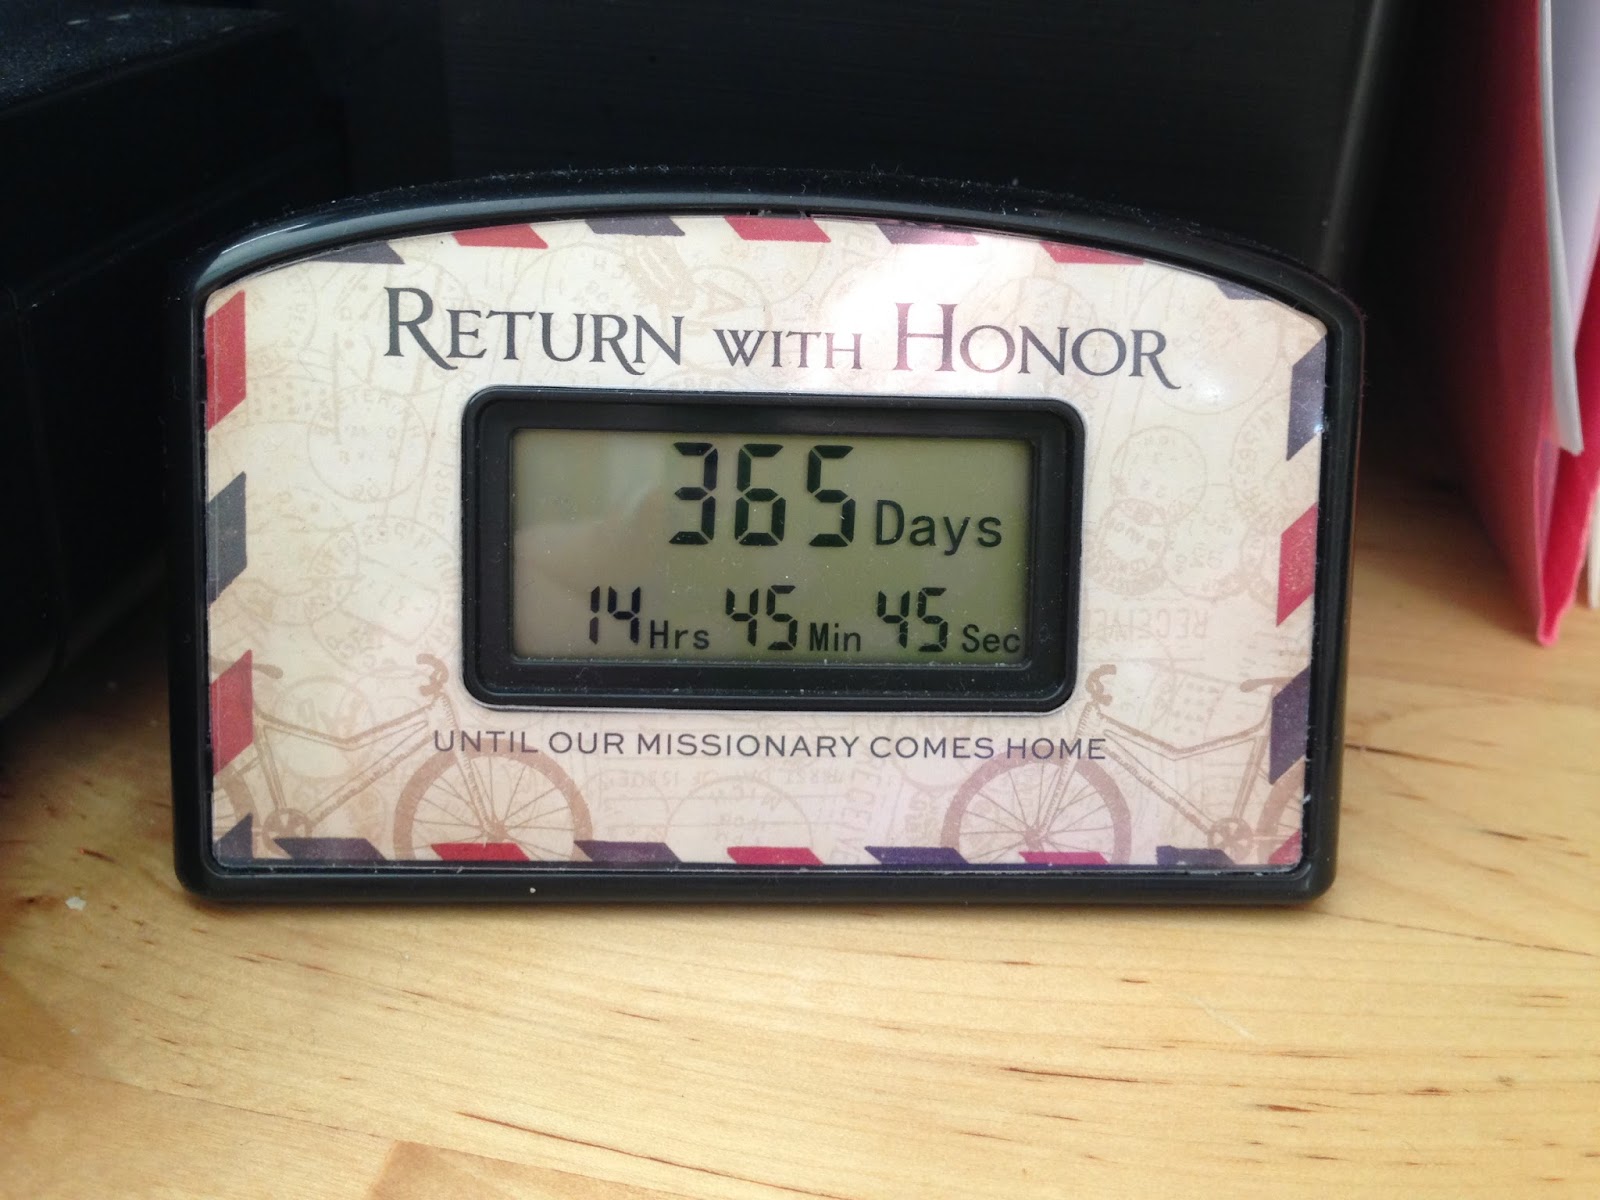 RETURN WITH HONOR
365 Days
14 Hrs 45 Min 45 Sec
UNTIL OUR MISSIONARY COMES HOME